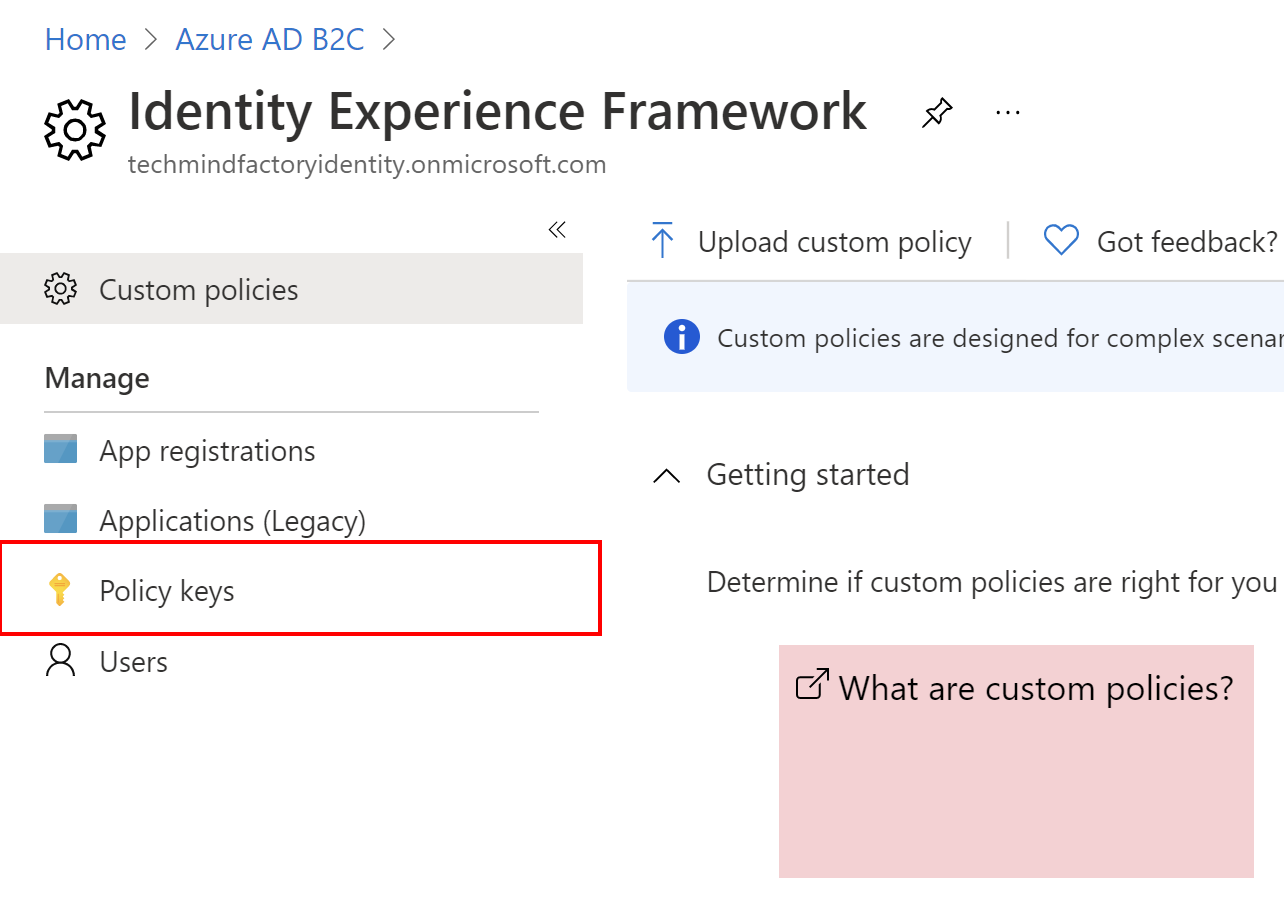 Home > Azure AD B2C >
Identity Experience Framework ...
techmindfactoryidentity.onmicrosoft.com
«
Upload custom policy | Got feedback?
Custom policies
Custom policies are designed for complex scenar
Manage
App registrations
Getting started
Applications (Legacy)
Determine if custom policies are right for you
Policy keys
Users
What are custom policies?